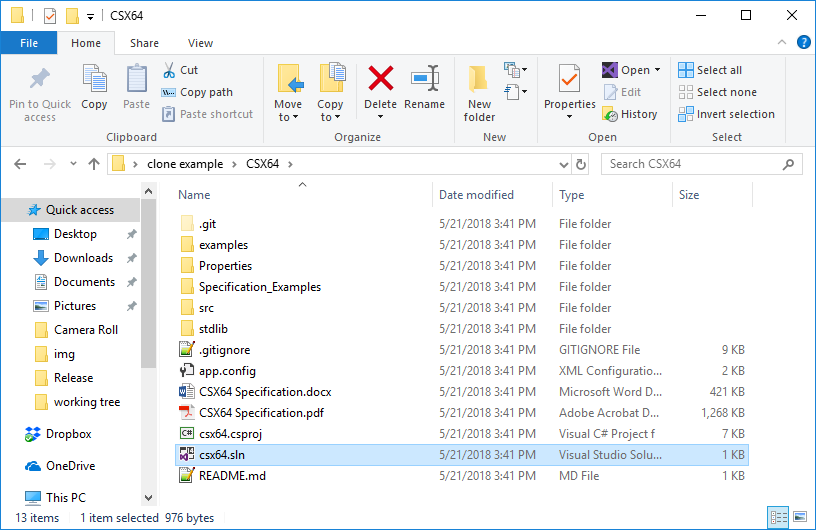 CSX64
File Home Share View
Pin to Quick access
Copy
Paste
Cut
Copy path
Paste shortcut
Clipboard
Move to
Copy to
Delete
Rename
Organize
New folder
New
Properties
Open
Edit
History
Open
Select all
Select none
Invert selection
Select
clone example CSX64
Search CSX64
Quick access
Desktop
Downloads
Documents
Pictures
Camera Roll
img
Release
working tree
Dropbox
OneDrive
This PC
Name Date modified Type Size
.git 5/21/2018 3:41 PM File folder
examples 5/21/2018 3:41 PM File folder
Properties 5/21/2018 3:41 PM File folder
Specification_Examples 5/21/2018 3:41 PM File folder
src 5/21/2018 3:41 PM File folder
stdlib 5/21/2018 3:41 PM File folder
.gitignore 5/21/2018 3:41 PM GITIGNORE File 9 KB
app.config 5/21/2018 3:41 PM XML Configuratio... 2 KB
CSX64 Specification.docx 5/21/2018 3:41 PM Microsoft Word D... 421 KB
CSX64 Specification.pdf 5/21/2018 3:41 PM Adobe Acrobat D... 1,268 KB
csx64.csproj 5/21/2018 3:41 PM Visual C# Project f 7 KB
csx64.sln 5/21/2018 3:41 PM Visual Studio Solu... 1 KB
README.md 5/21/2018 3:41 PM MD File 1 KB
13 items 1 item selected 976 bytes